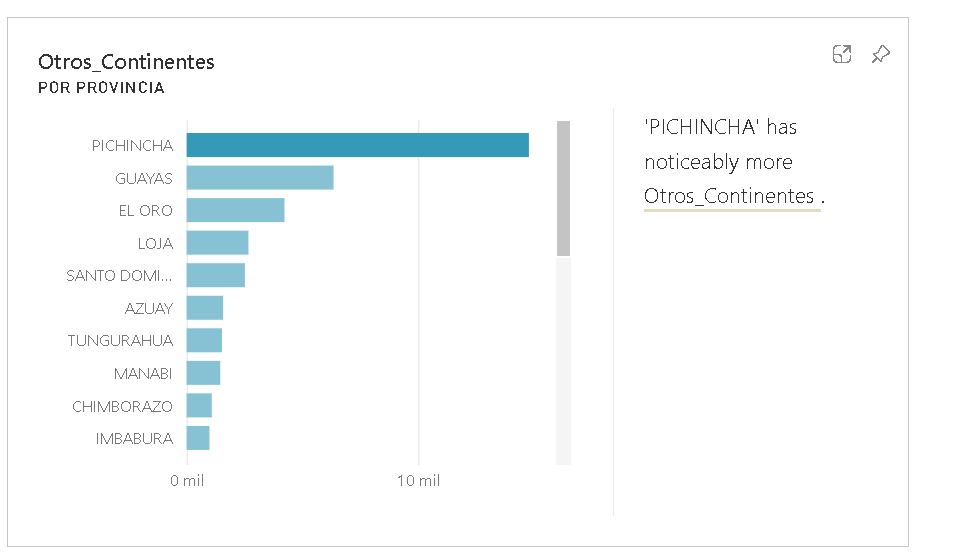 Otros_Continentes
POR PROVINCIA
PICHINCHA
GUAYAS
EL ORO
LOJA
SANTO DOMI...
AZUAY
TUNGURAHUA
MANABI
CHIMBORAZO
IMBABURA
0 mil
10 mil
'PICHINCHA' has
noticeably more
Otros_Continentes .